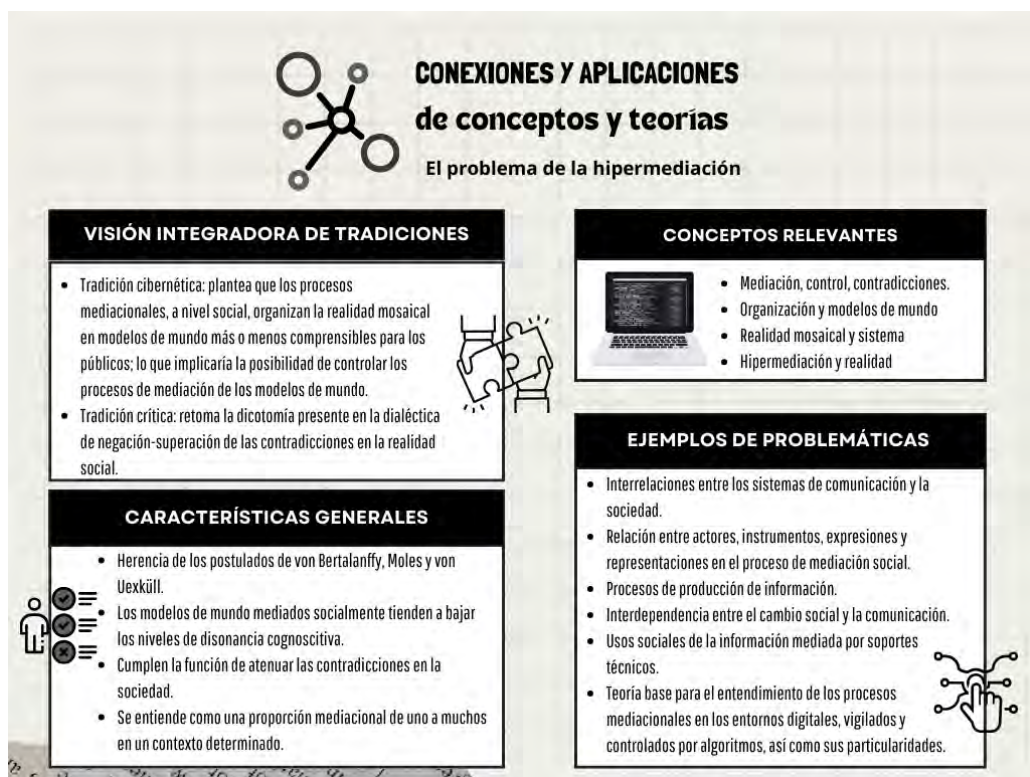 CONEXIONES Y APLICACIONES
de conceptos y teorías
El problema de la hipermediación
VISIÓN INTEGRADORA DE TRADICIONES
• Tradición cibernética: plantea que los procesos
mediacionales, a nivel social, organizan la realidad mosaical
en modelos de mundo más o menos comprensibles para los
públicos; lo que implicaría la posibilidad de controlar los
procesos de mediación de los modelos de mundo.
• Tradición crítica: retoma la dicotomía presente en la dialéctica
de negación-superación de las contradicciones en la realidad
social.
CARACTERÍSTICAS GENERALES
• Herencia de los postulados de von Bertalanffy, Moles y von
Uexküll.
• Los modelos de mundo mediados socialmente tienden a bajar
los niveles de disonancia cognoscitiva.
• Cumplen la función de atenuar las contradicciones en la
sociedad.
• Se entiende como una proporción mediacional de uno a muchos
en un contexto determinado.
CONCEPTOS RELEVANTES
• Mediación, control, contradicciones.
• Organización y modelos de mundo
• Realidad mosaical y sistema
• Hipermediación y realidad
EJEMPLOS DE PROBLEMÁTICAS
• Interrelaciones entre los sistemas de comunicación y la
sociedad.
• Relación entre actores, instrumentos, expresiones y
representaciones en el proceso de mediación social.
• Procesos de producción de información.
• Interdependencia entre el cambio social y la comunicación.
• Usos sociales de la información mediada por soportes
técnicos.
• Teoría base para el entendimiento de los procesos
mediacionales en los entornos digitales, vigilados y
controlados por algoritmos, así como sus particularidades.